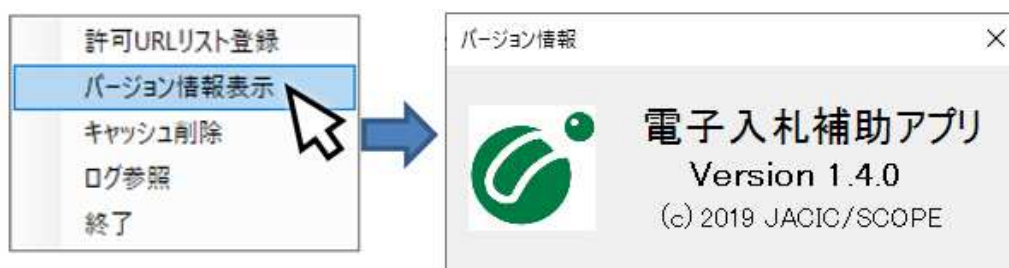 許可URLリスト登録
バージョン情報表示
キャッシュ削除
ログ参照
終了
バージョン情報
電子入札補助アプリ
Version 1.4.0
(c) 2019 JACIC/SCOPE